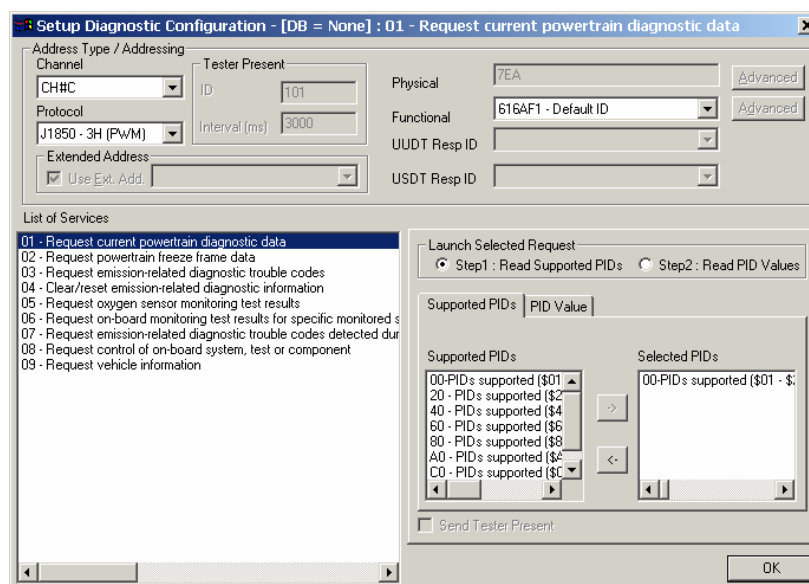 Setup Diagnostic Configuration - [DB = None] : 01 - Request current powertrain diagnostic data
Address Type / Addressing
Channel
CH#C
Protocol
J1850 - 3H (PWM)
Tester Present
ID
101
Interval (ms)
3000
Extended Address
Use Ext. Add.
Physical
7EA
Advanced
Functional
616AF1 - Default ID
Advanced
UUDT Resp ID
USDT Resp ID
List of Services
01 - Request current powertrain diagnostic data
02 - Request powertrain freeze frame data
03 - Request emission-related diagnostic trouble codes
04 - Clear/reset emission-related diagnostic information
05 - Request oxygen sensor monitoring test results
06 - Request on-board monitoring test results for specific monitored s
07 - Request emission-related diagnostic trouble codes detected dur
08 - Request control of on-board system, test or component
09 - Request vehicle information
Launch Selected Request
Step1 : Read Supported PIDs
Step2 : Read PID Values
Supported PIDs
PID Value
Supported PIDs
00-PIDs supported ($01
20 - PIDs supported ($2
40 - PIDs supported ($4
60 - PIDs supported ($6
80 - PIDs supported ($8
A0 - PIDs supported ($A
C0 - PIDs supported ($C
->
<-
Selected PIDs
00-PIDs supported ($01 - $2
Send Tester Present
OK